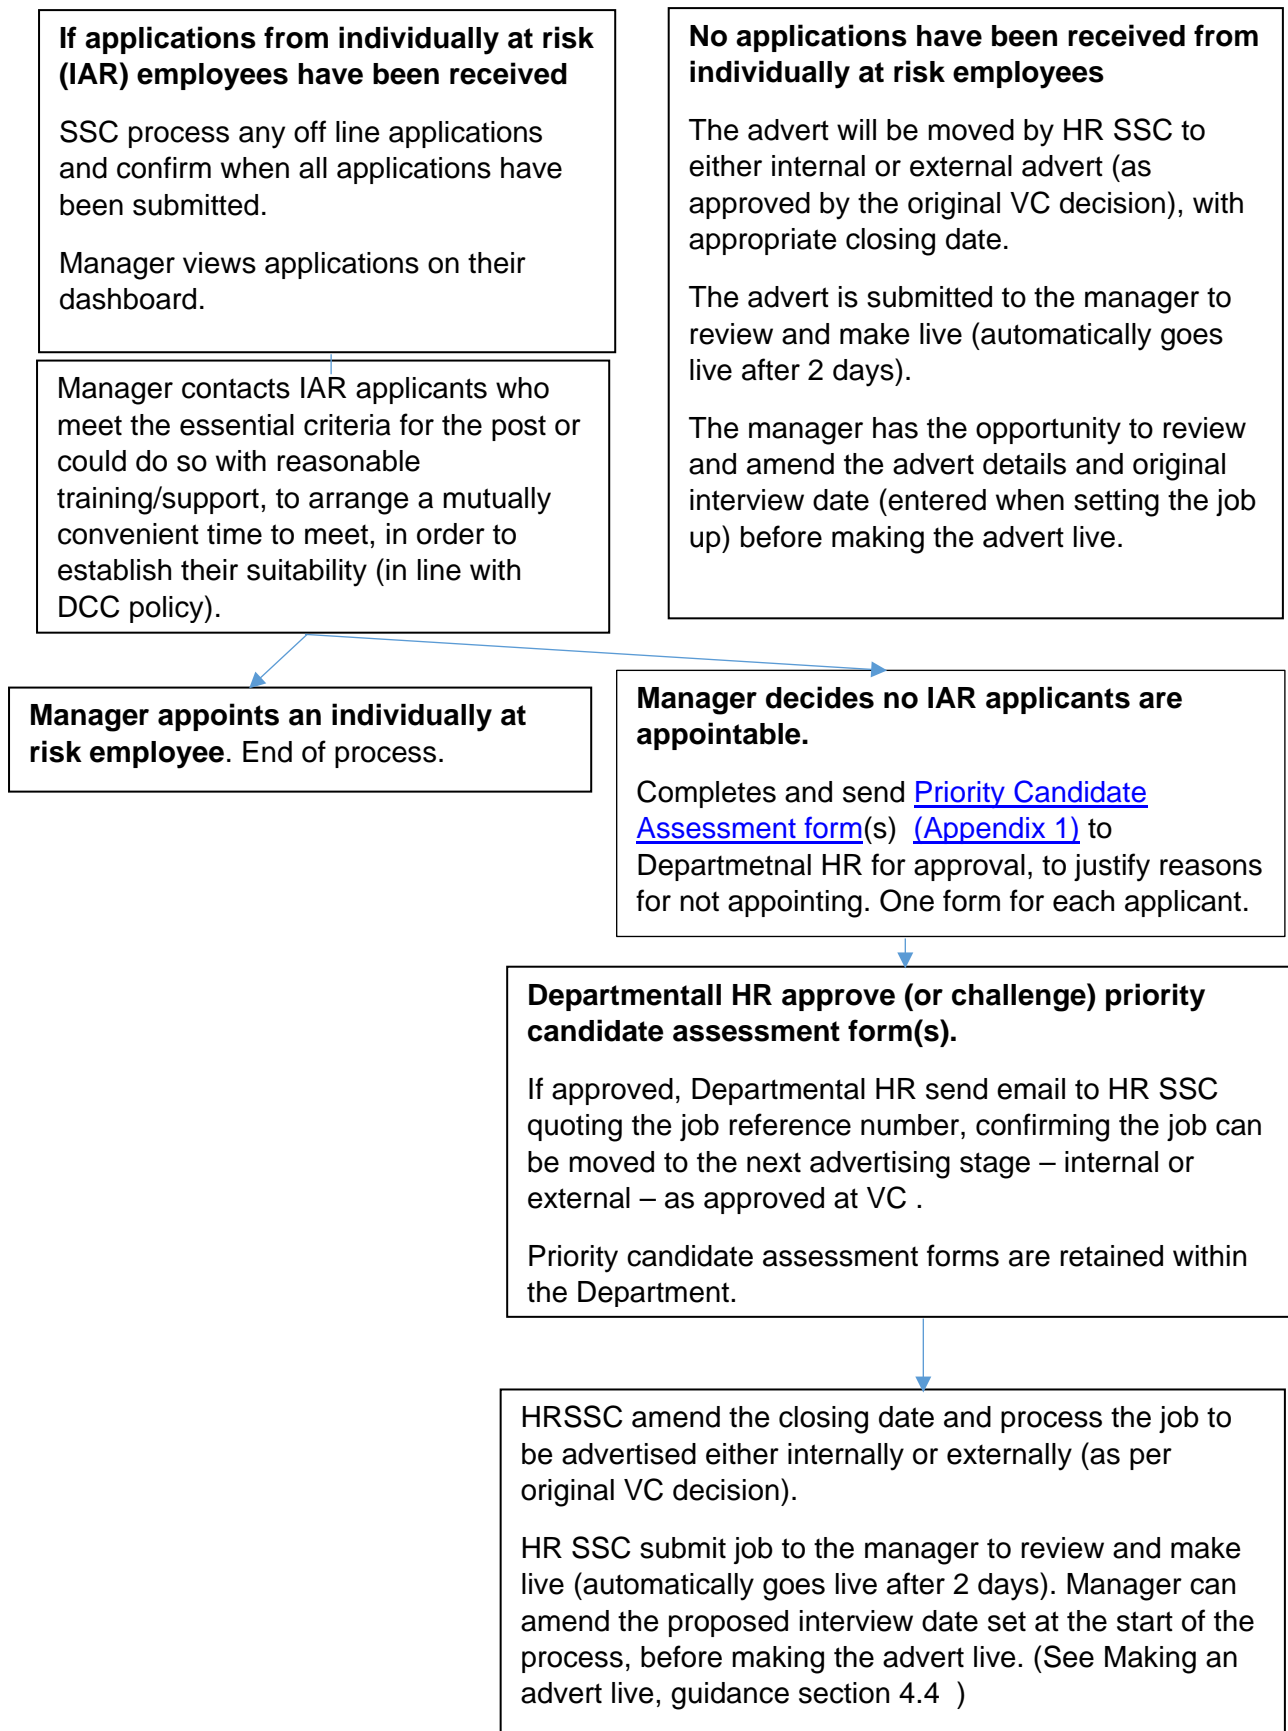 If applications from individually at risk
(IAR) employees have been received
SSC process any off line applications
and confirm when all applications have
been submitted.
Manager views applications on their
dashboard.
No applications have been received from
individually at risk employees
The advert will be moved by HR SSC to
either internal or external advert (as
approved by the original VC decision), with
appropriate closing date.
The advert is submitted to the manager to
review and make live (automatically goes
live after 2 days).
The manager has the opportunity to review
and amend the advert details and original
interview date (entered when setting the job
up) before making the advert live.
Manager contacts IAR applicants who
meet the essential criteria for the post or
could do so with reasonable
training/support, to arrange a mutually
convenient time to meet, in order to
establish their suitability (in line with
DCC policy).
Manager appoints an individually at
risk employee. End of process.
Manager decides no IAR applicants are
appointable.
Completes and send Priority Candidate
Assessment form(s)  (Appendix 1) to
Departmetnal HR for approval, to justify reasons
for not appointing. One form for each applicant.
Departmentall HR approve (or challenge) priority
candidate assessment form(s).
If approved, Departmental HR send email to HR SSC
quoting the job reference number, confirming the job can
be moved to the next advertising stage – internal or
external – as approved at VC .
Priority candidate assessment forms are retained within
the Department.
HRSSC amend the closing date and process the job to
be advertised either internally or externally (as per
original VC decision).
HR SSC submit job to the manager to review and make
live (automatically goes live after 2 days). Manager can
amend the proposed interview date set at the start of the
process, before making the advert live. (See Making an
advert live, guidance section 4.4  )